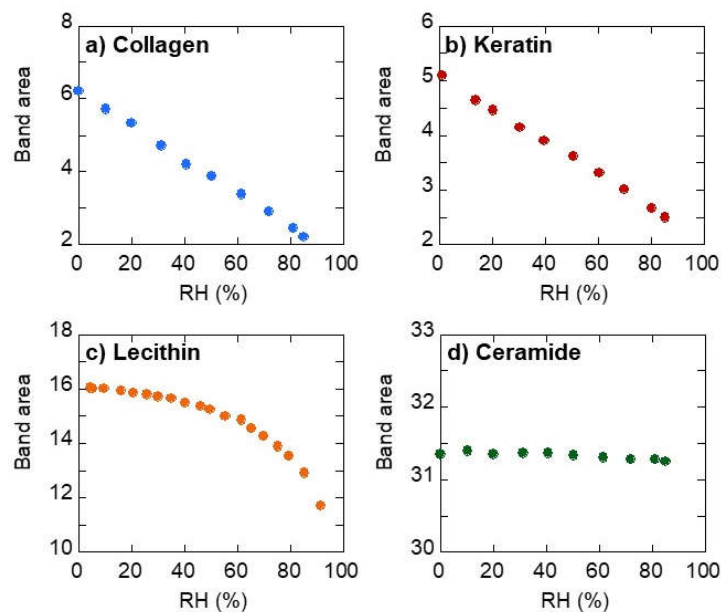 a) Collagen
Band area
8
6
4
2
0 20 40 60 80 100
RH (%)
b) Keratin
Band area
6
5
4
3
2
0 20 40 60 80 100
RH (%)
c) Lecithin
Band area
18
16
14
12
10
0 20 40 60 80 100
RH (%)
d) Ceramide
Band area
33
32
31
30
0 20 40 60 80 100
RH (%)